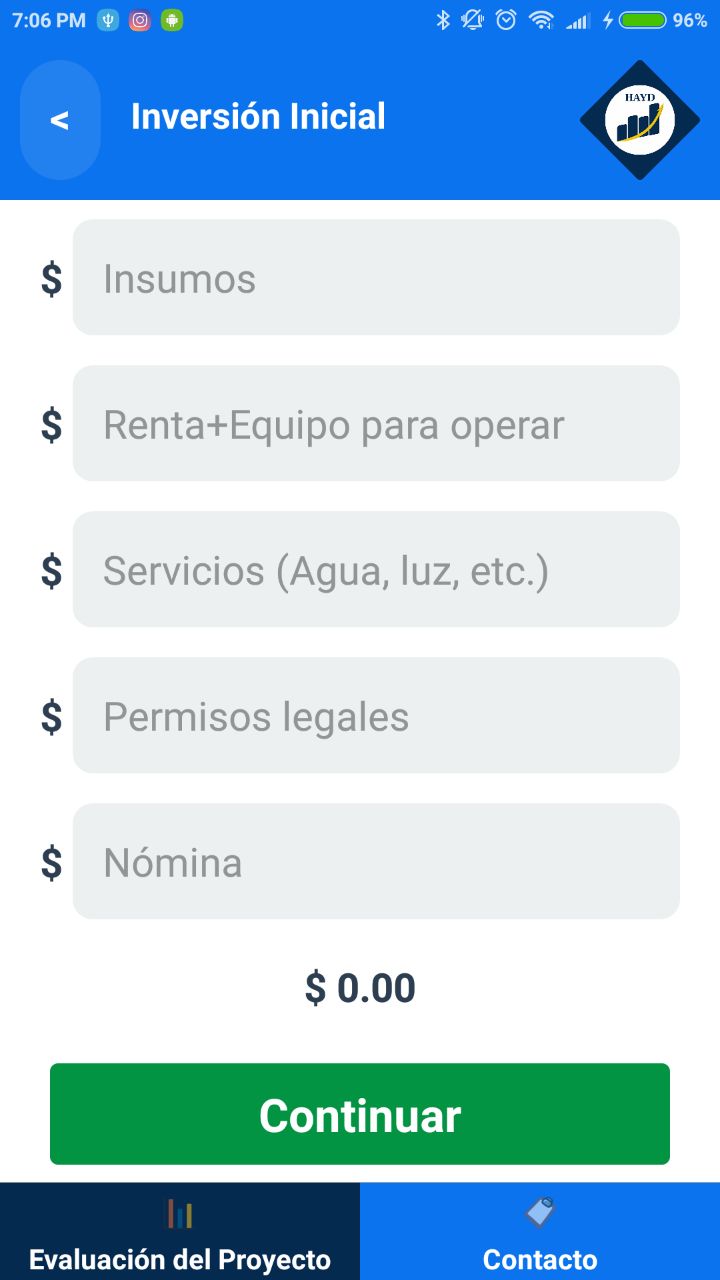 7:06 PM 96%
< Inversión Inicial HAYD
$ Insumos
$ Renta+Equipo para operar
$ Servicios (Agua, luz, etc.)
$ Permisos legales
$ Nómina
$ 0.00
Continuar
Evaluación del Proyecto Contacto